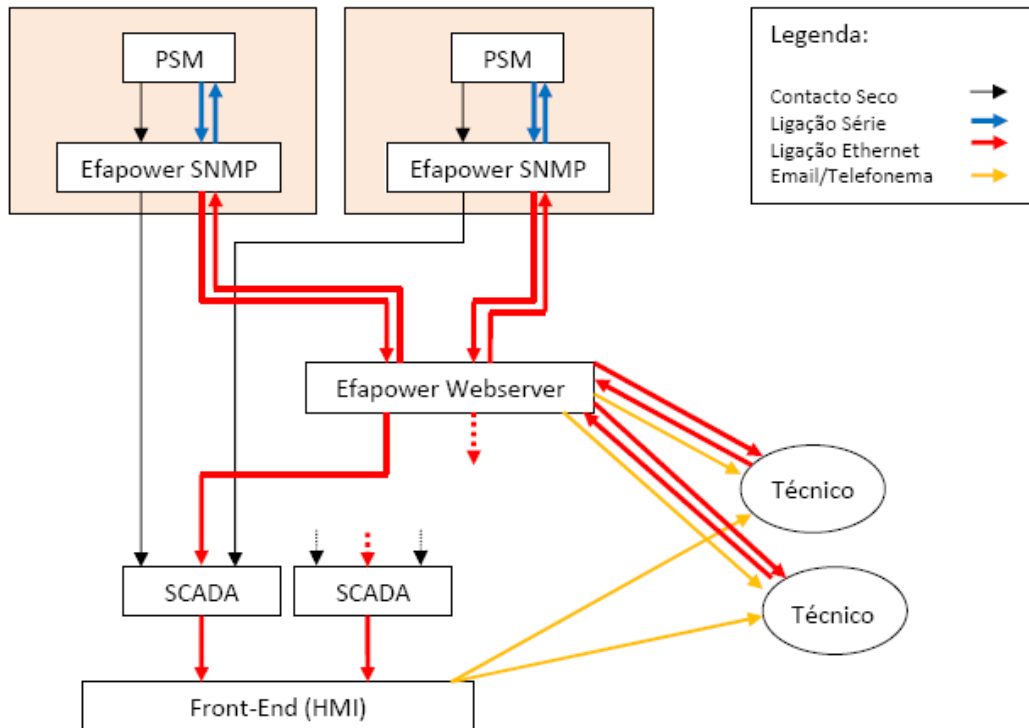 PSM
Efapower SNMP
PSM
Efapower SNMP
Legenda:
Contacto Seco
Ligação Série
Ligação Ethernet
Email/Telefonema
Efapower Webserver
Técnico
Técnico
SCADA
SCADA
Front-End (HMI)